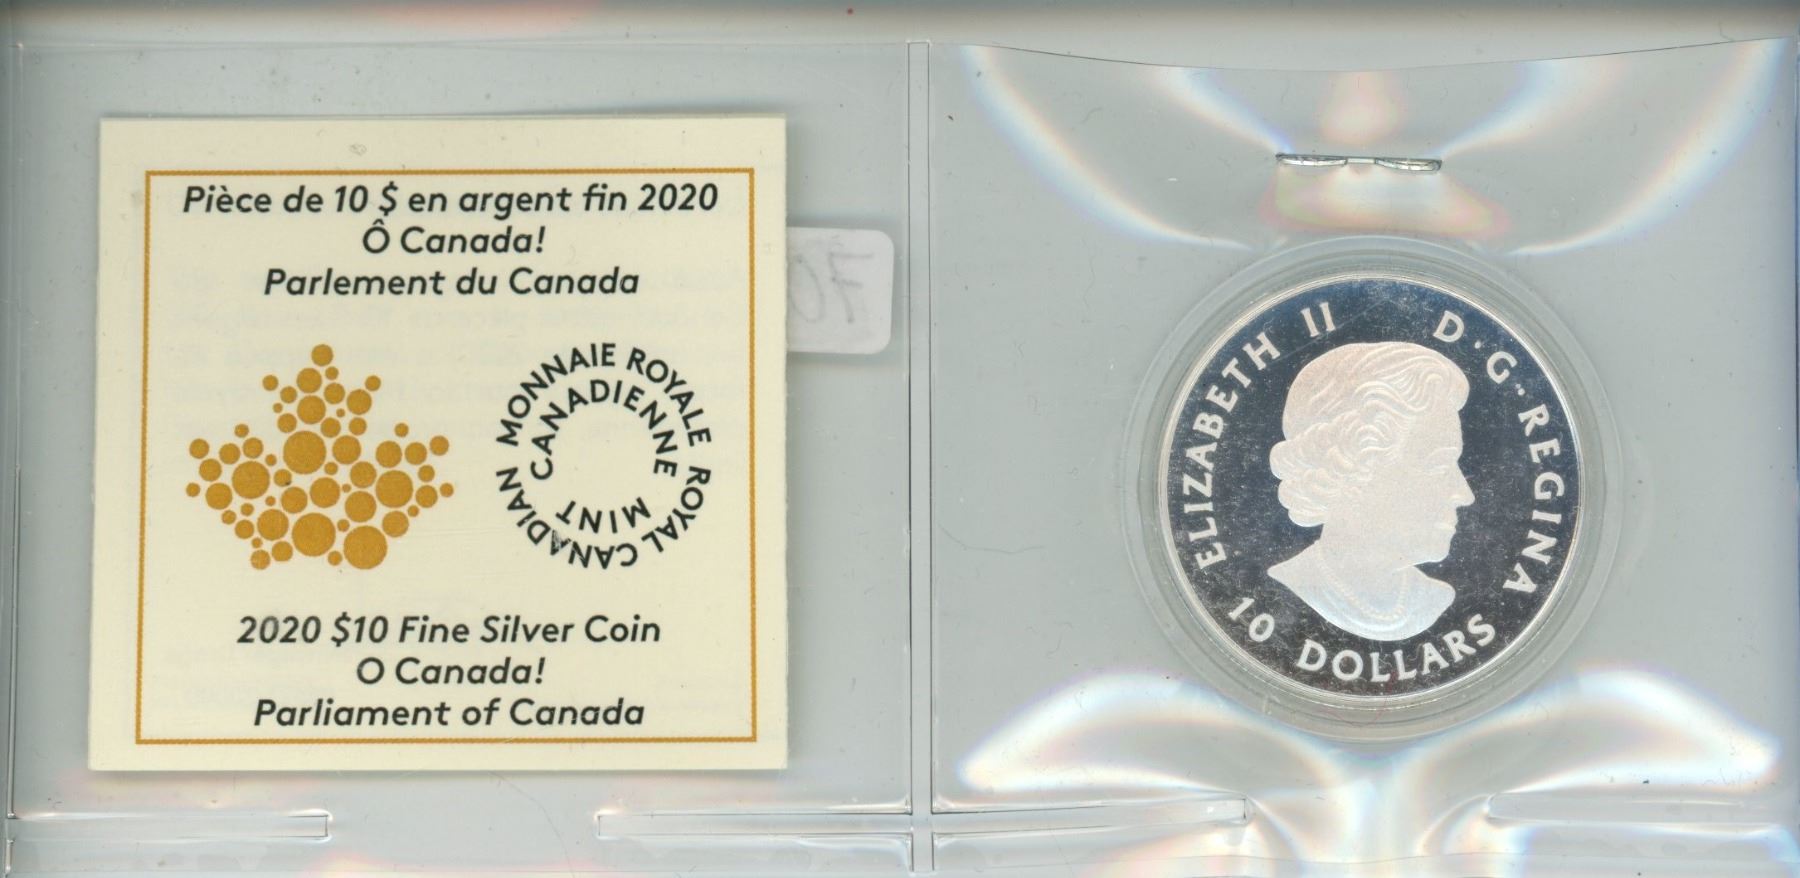 Pièce de 10 $ en argent fin 2020
Ô Canada!
Parlement du Canada
MONNAIE ROYALE
CANADIENNE
ROYAL CANADIAN
MINT
2020 $10 Fine Silver Coin
O Canada!
Parliament of Canada
70
ELIZABETH II D · G · REGINA
10 DOLLARS